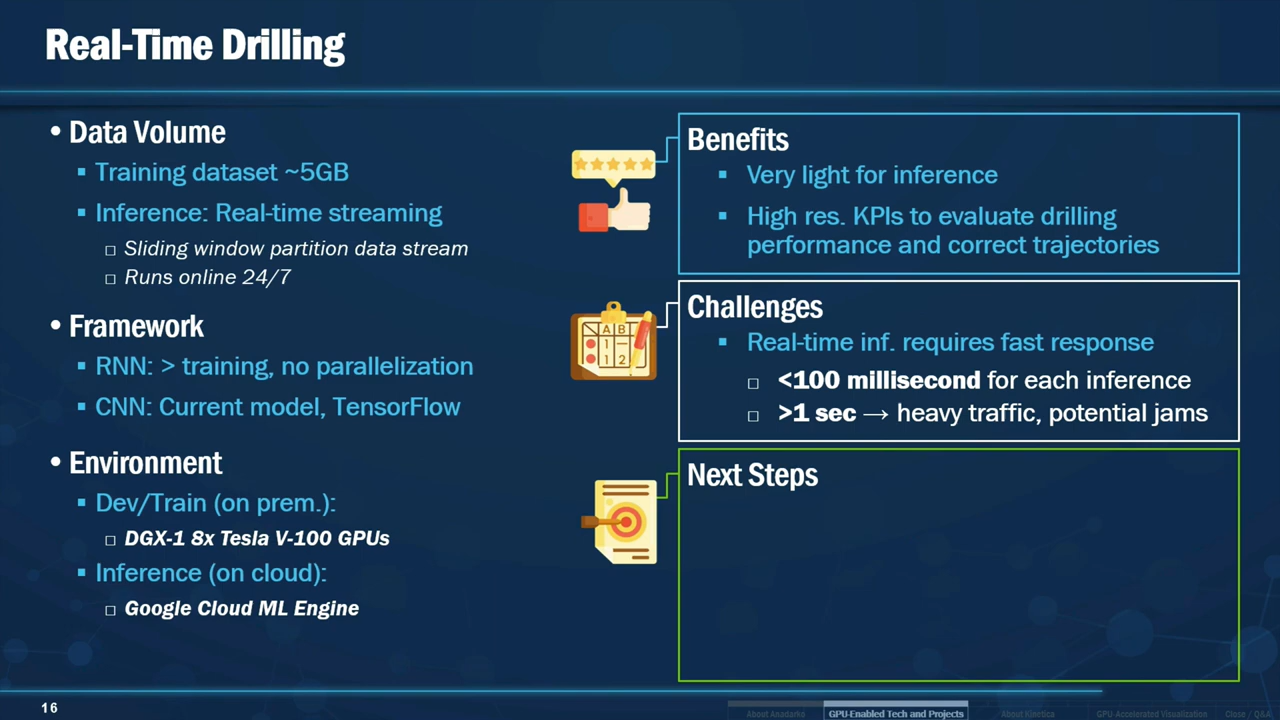 Real-Time Drilling
• Data Volume
▪ Training dataset ~5GB
▪ Inference: Real-time streaming
□ Sliding window partition data stream
□ Runs online 24/7
• Framework
▪ RNN: > training, no parallelization
▪ CNN: Current model, TensorFlow
• Environment
▪ Dev/Train (on prem.):
□ DGX-1 8x Tesla V-100 GPUs
▪ Inference (on cloud):
□ Google Cloud ML Engine
Benefits
▪ Very light for inference
▪ High res. KPIs to evaluate drilling
performance and correct trajectories
A B
1 —
1 2
Challenges
▪ Real-time inf. requires fast response
□ <100 millisecond for each inference
□ >1 sec → heavy traffic, potential jams
Next Steps
16
About Anadarko
GPU-Enabled Tech and Projects
About Kinetica
GPU-Accelerated Visualization
Close / Q&A